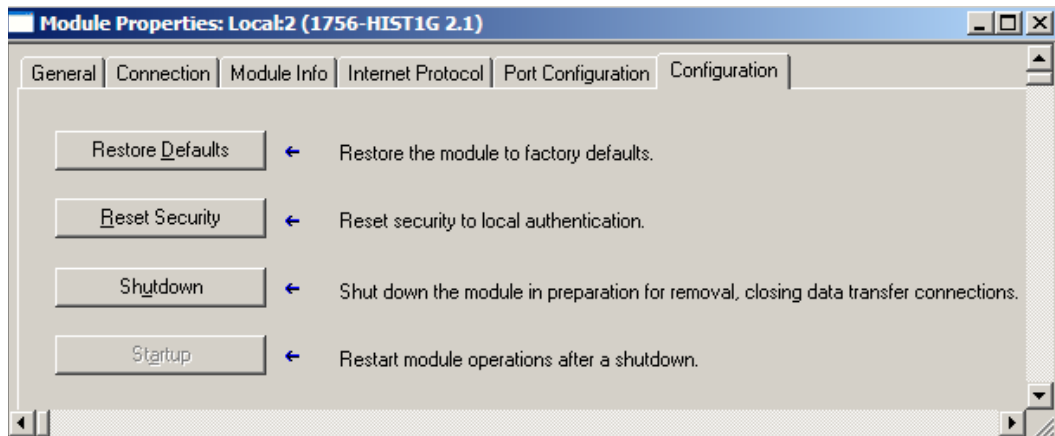 Module Properties: Local:2 (1756-HIST1G 2.1)
General Connection Module Info Internet Protocol Port Configuration Configuration
Restore Defaults Restore the module to factory defaults.
Reset Security Reset security to local authentication.
Shutdown Shut down the module in preparation for removal, closing data transfer connections.
Startup Restart module operations after a shutdown.